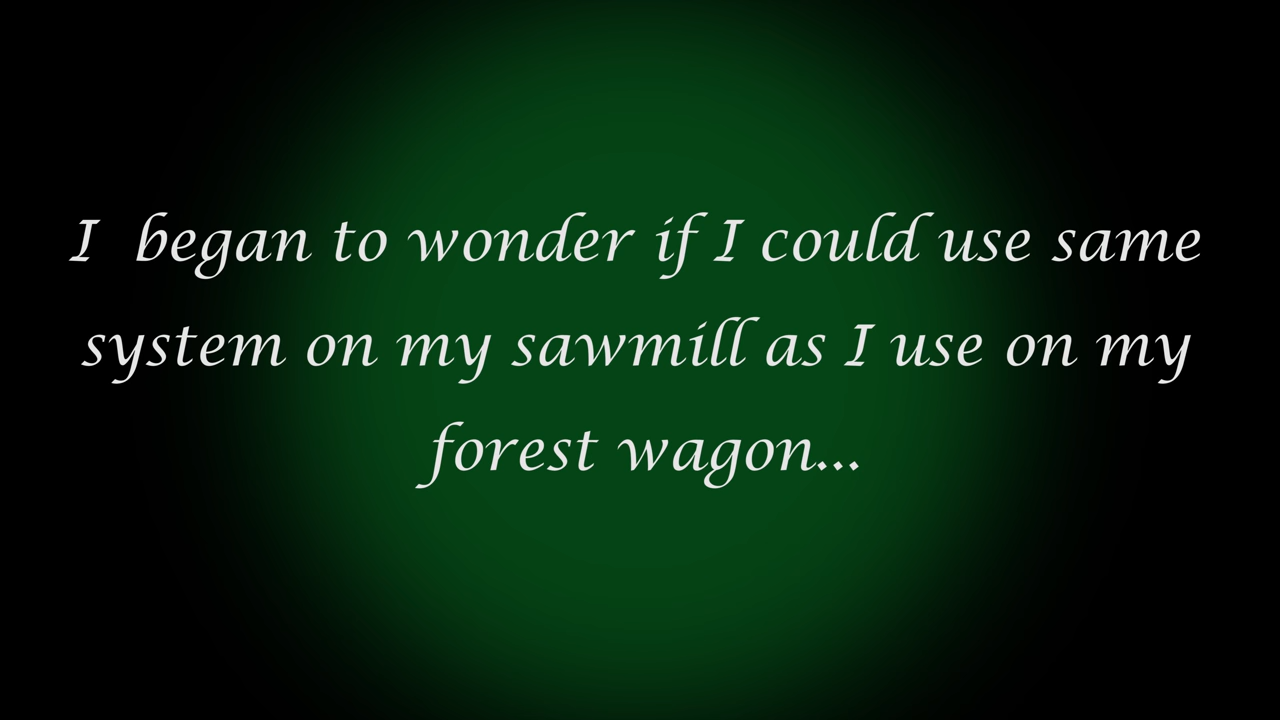 I  began to wonder if I could use same
system on my sawmill as I use on my
forest wagon...